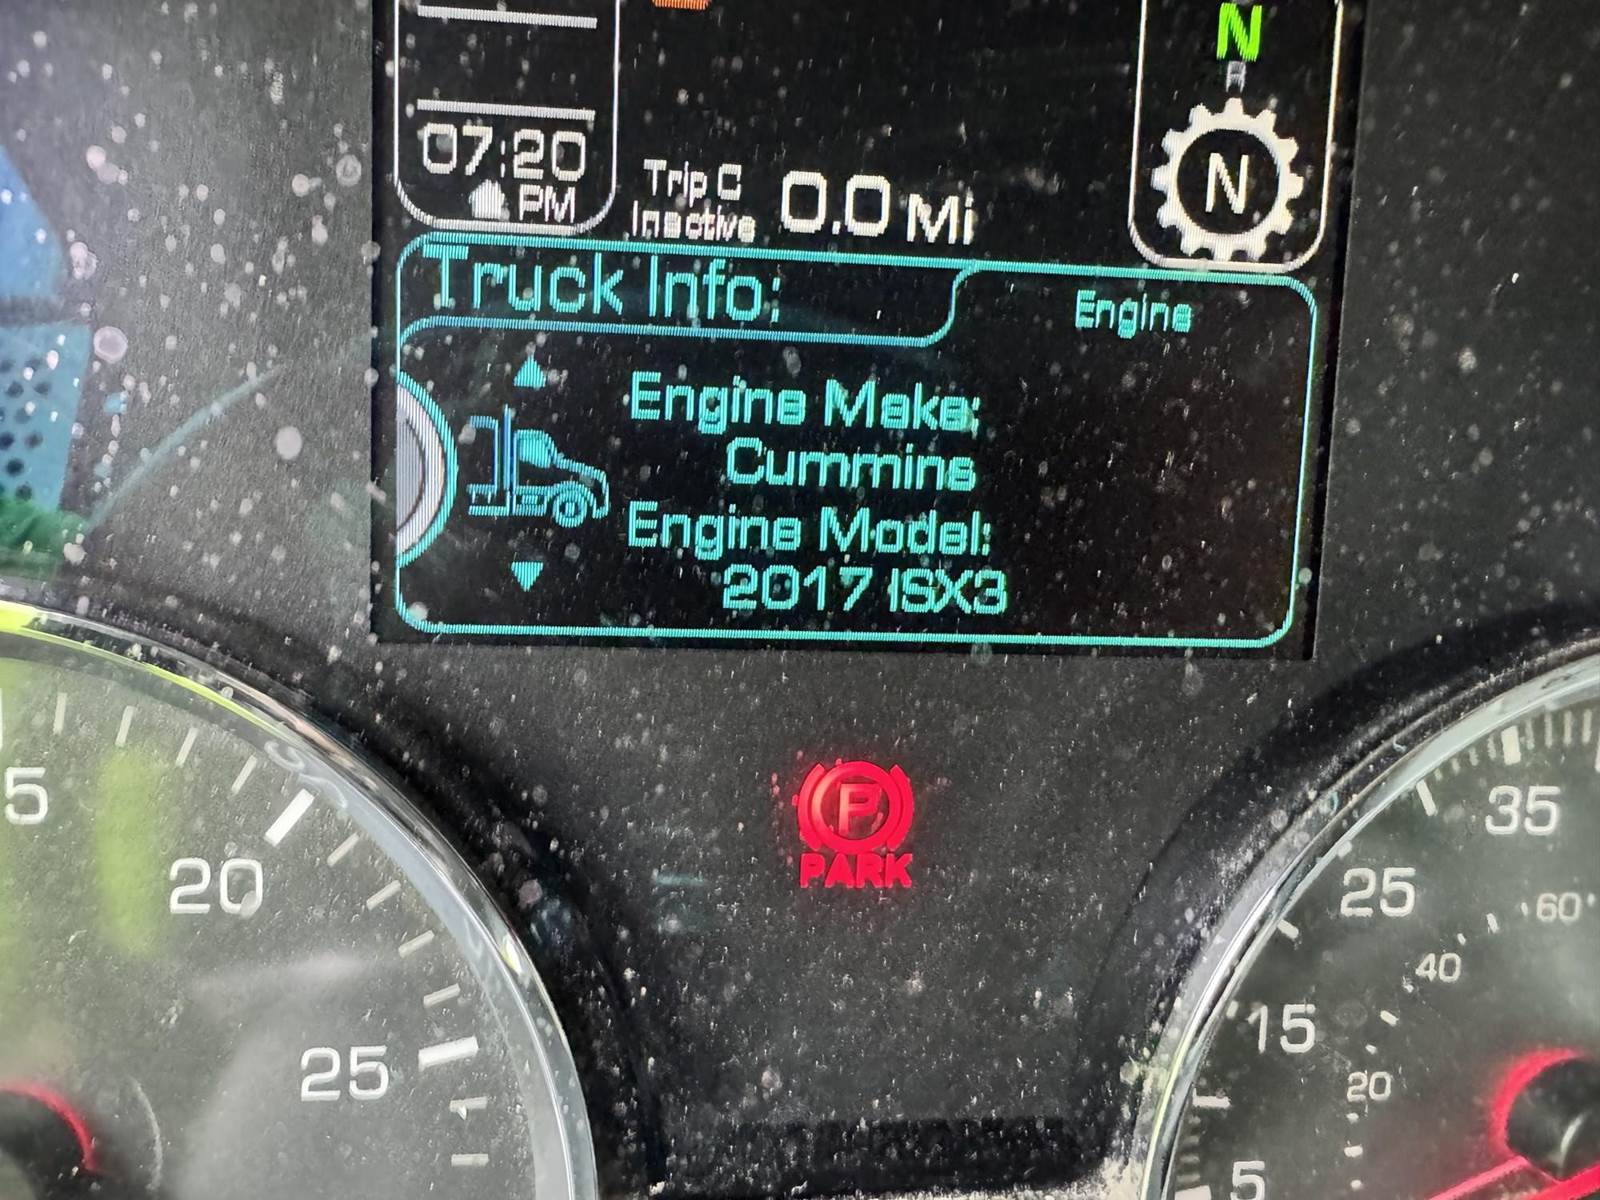 N
R
N
07:20
PM
Trip C
Inactive
0.0 Mi
Truck Info:
Engine
Engine Make:
Cummins
Engine Model:
2017 ISX3
P
PARK
20
25
35
25
15
5
60
40
20